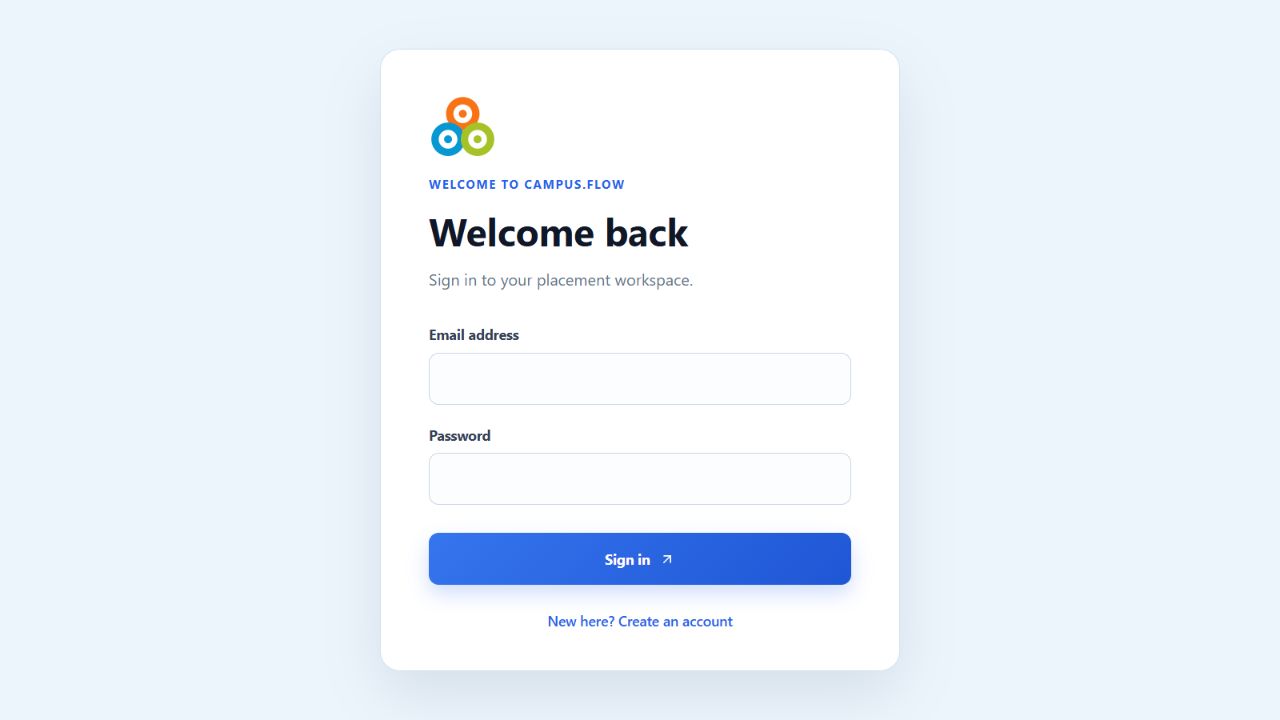 WELCOME TO CAMPUS.FLOW
Welcome back
Sign in to your placement workspace.
Email address
Password
Sign in
New here? Create an account